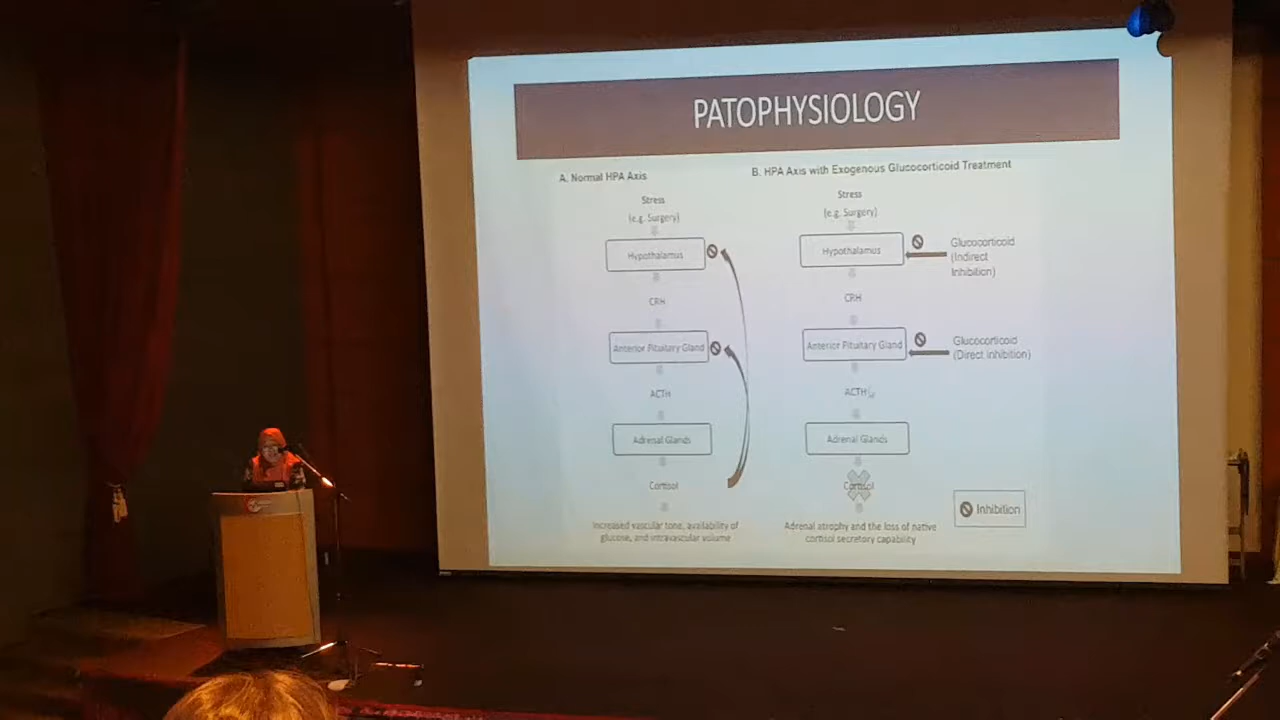 PATOPHYSIOLOGY
A. Normal HPA Axis
Stress
(e.g. Surgery)
Hypothalamus
CRH
Anterior Pituitary Gland
ACTH
Adrenal Glands
Cortisol
Increased vascular tone, availability of
glucose, and intravascular volume
B. HPA Axis with Exogenous Glucocorticoid Treatment
Stress
(e.g. Surgery)
Hypothalamus
Glucocorticoid
(Indirect
Inhibition)
CRH
Anterior Pituitary Gland
Glucocorticoid
(Direct Inhibition)
ACTH
Adrenal Glands
Cortisol
Adrenal atrophy and the loss of native
cortisol secretory capability
Inhibition